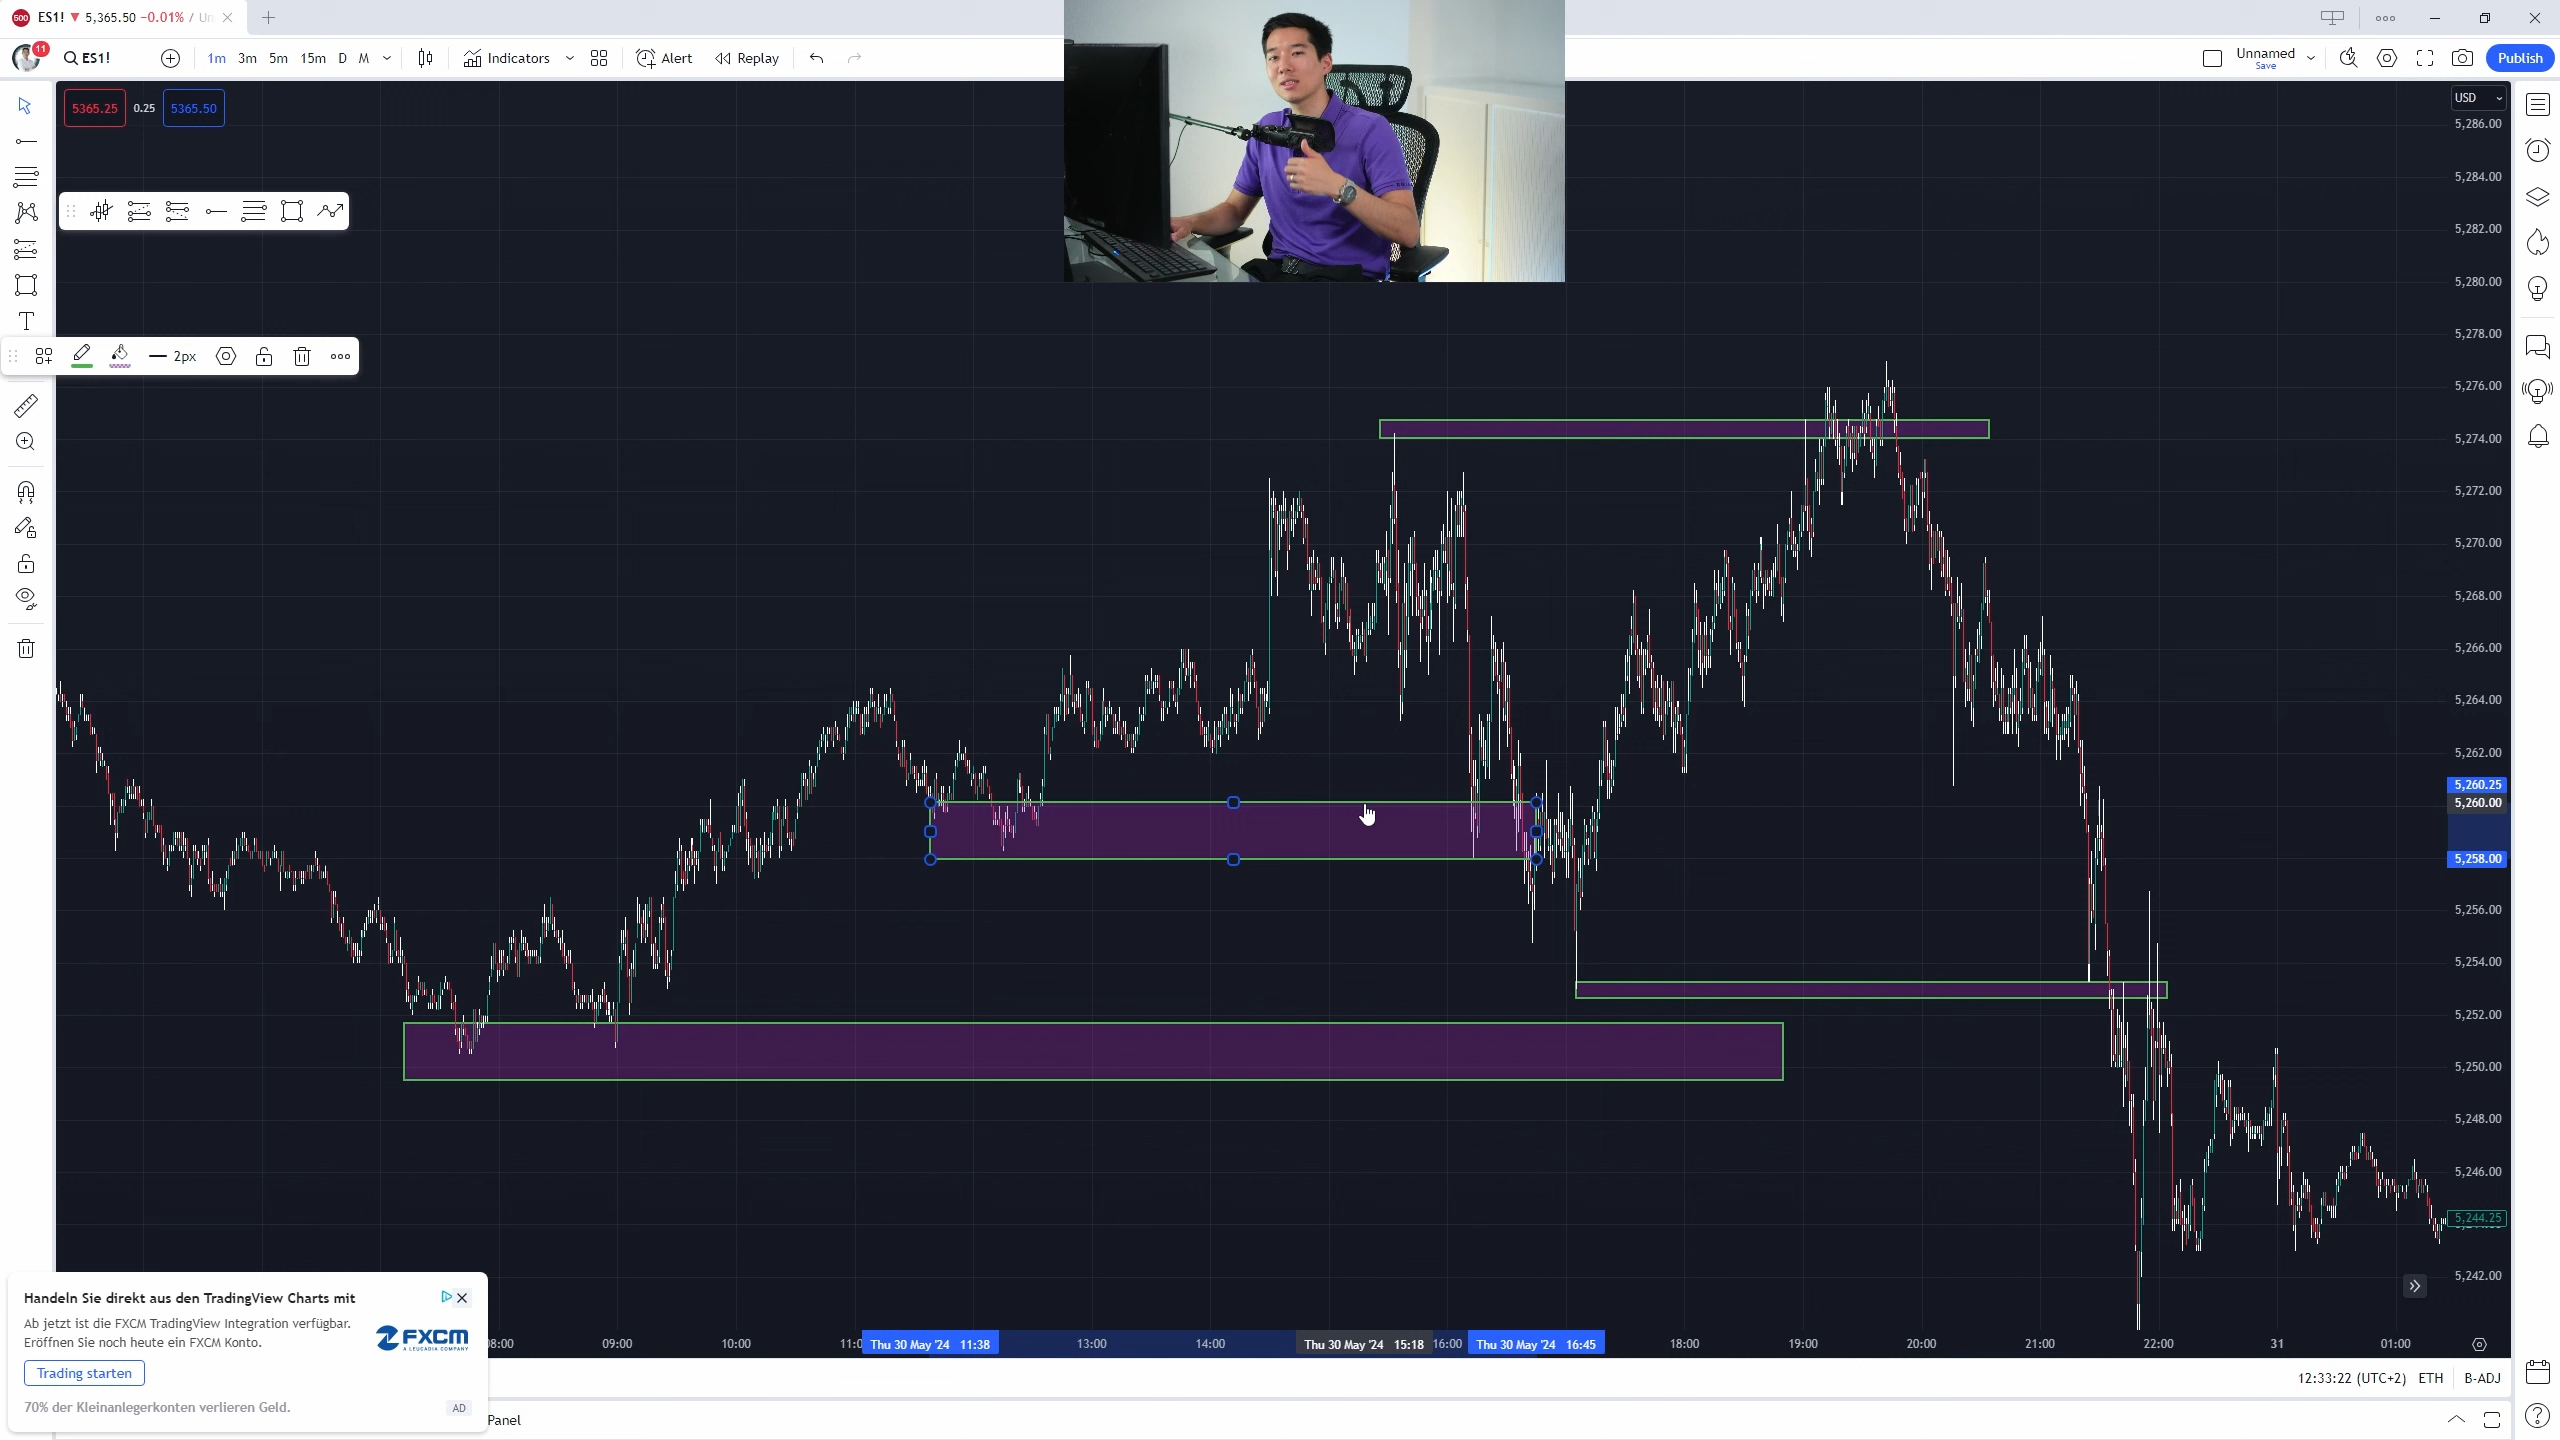 500 ES1! ▼ 5,365.50 −0.01% / Un
11 ES1! 1m 3m 5m 15m D M Indicators Alert Replay Unnamed Save Publish
5365.25 0.25 5365.50
USD
5,286.00
5,284.00
5,282.00
5,280.00
5,278.00
2px
5,276.00
5,274.00
5,272.00
5,270.00
5,268.00
5,266.00
5,264.00
5,262.00
5,260.25
5,260.00
5,258.00
5,256.00
5,254.00
5,252.00
5,250.00
5,248.00
5,246.00
5,244.25
5,242.00
Handeln Sie direkt aus den TradingView Charts mit
Ab jetzt ist die FXCM TradingView Integration verfügbar.
Eröffnen Sie noch heute ein FXCM Konto.
FXCM
A LEUCADIA COMPANY
Trading starten
70% der Kleinanlegerkonten verlieren Geld.
AD
8:00 09:00 10:00 11:0 Thu 30 May '24 11:38 13:00 14:00 Thu 30 May '24 15:18 16:00 Thu 30 May '24 16:45 18:00 19:00 20:00 21:00 22:00 31 01:00
12:33:22 (UTC+2) ETH B-ADJ
Panel